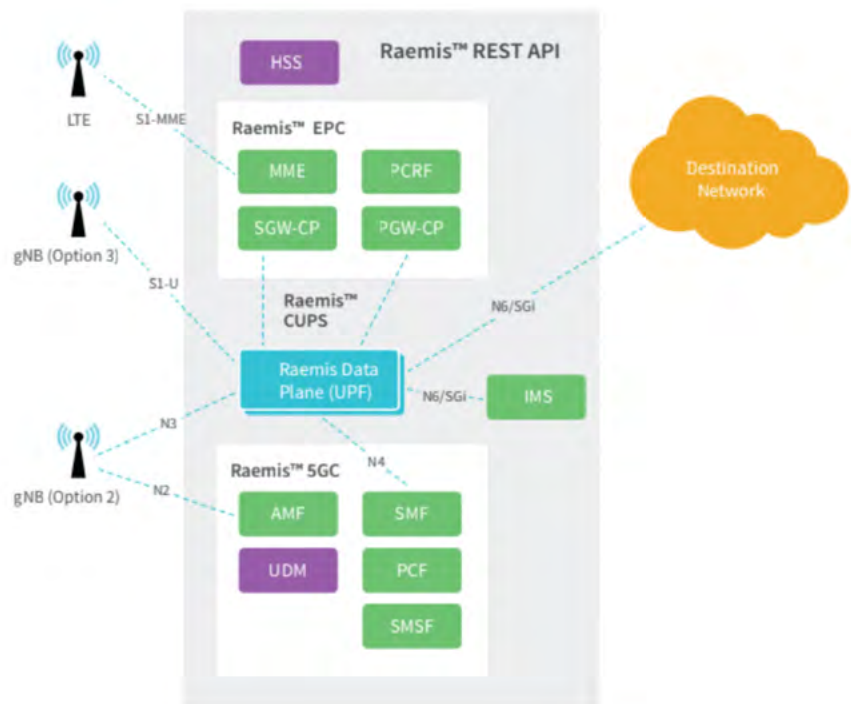 Raemis™ REST API
HSS
LTE
S1-MME
Raemis™ EPC
MME
PCRF
SGW-CP
PGW-CP
Destination
Network
gNB (Option 3)
S1-U
Raemis™
CUPS
N6/SGi
Raemis Data
Plane (UPF)
N6/SGi
IMS
N3
gNB (Option 2)
N2
N4
Raemis™ 5GC
AMF
SMF
UDM
PCF
SMSF